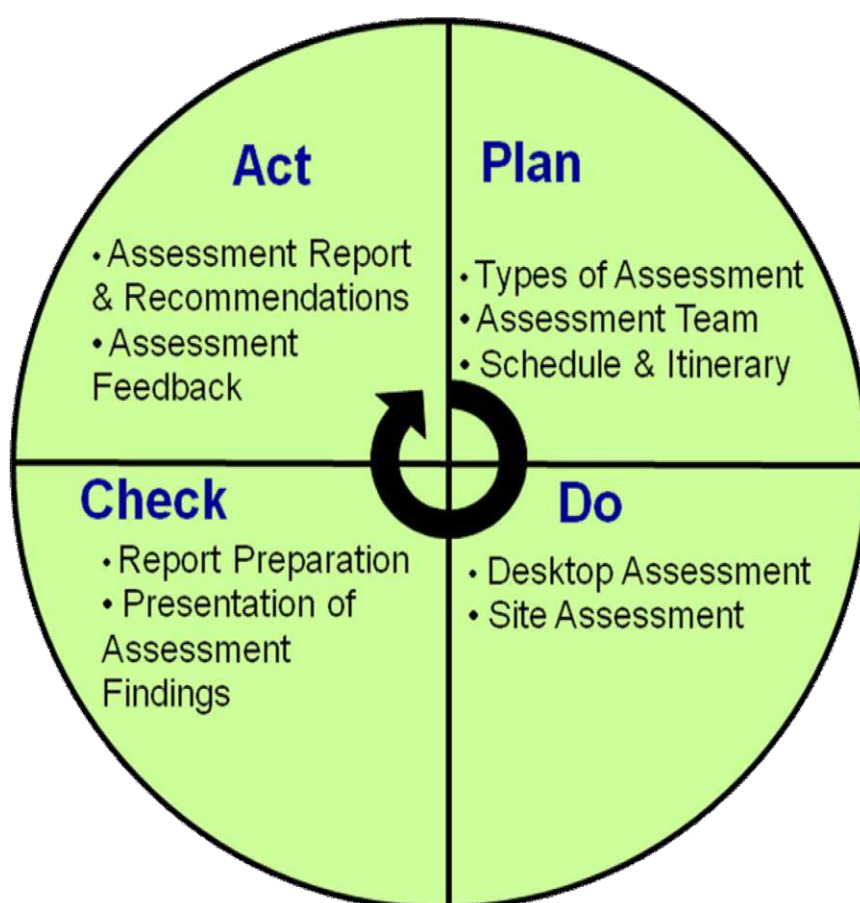 Act
• Assessment Report
& Recommendations
• Assessment
Feedback
Plan
• Types of Assessment
• Assessment Team
• Schedule & Itinerary
Check
• Report Preparation
• Presentation of
Assessment
Findings
Do
• Desktop Assessment
• Site Assessment